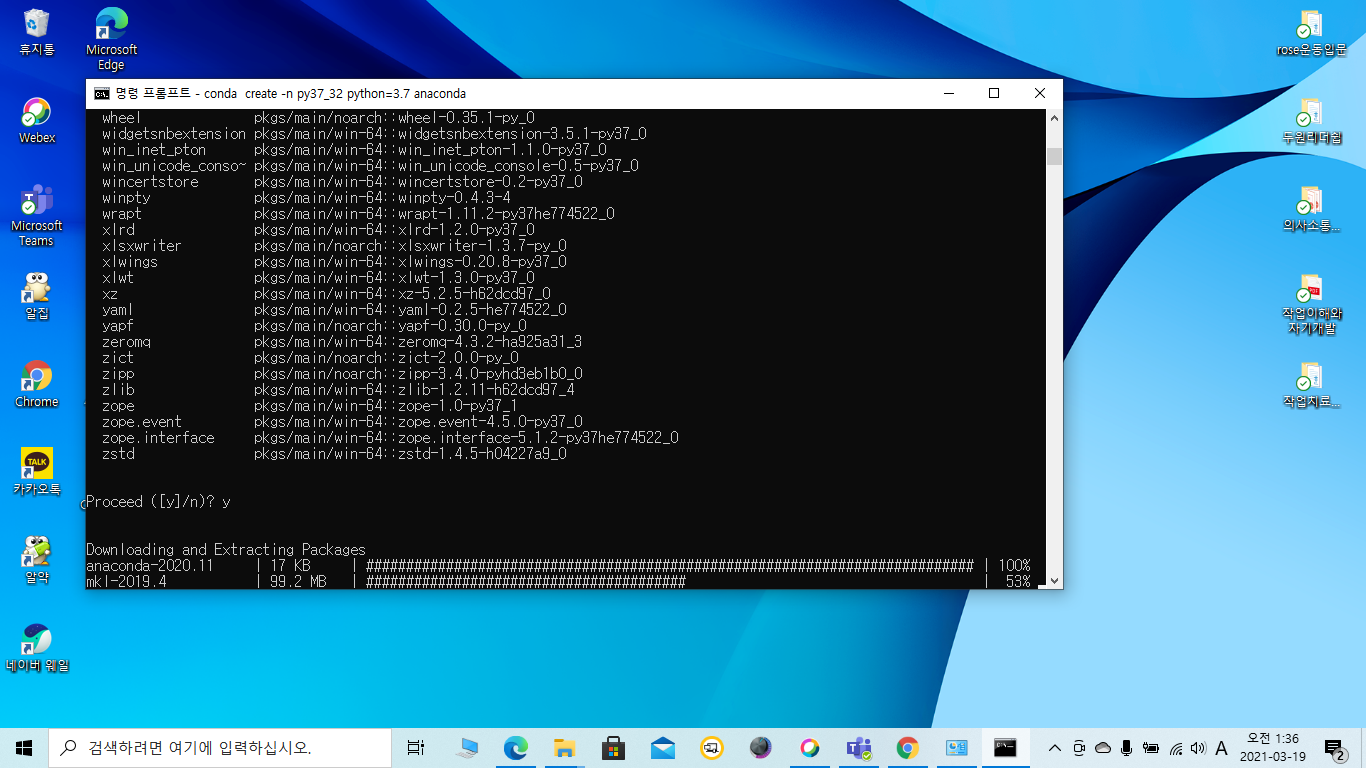 휴지통
Microsoft
Edge
Webex
Microsoft
Teams
알집
Chrome
TALK
카카오톡
알약
네이버 웨일
rose운동입문
두원리더쉽
의사소통...
작업이해와
자기개발
작업치료...
명령 프롬프트 - conda  create -n py37_32 python=3.7 anaconda
wheel pkgs/main/noarch::wheel-0.35.1-py_0
widgetsnbextension pkgs/main/win-64::widgetsnbextension-3.5.1-py37_0
win_inet_pton pkgs/main/win-64::win_inet_pton-1.1.0-py37_0
win_unicode_conso~ pkgs/main/win-64::win_unicode_console-0.5-py37_0
wincertstore pkgs/main/win-64::wincertstore-0.2-py37_0
winpty pkgs/main/win-64::winpty-0.4.3-4
wrapt pkgs/main/win-64::wrapt-1.11.2-py37he774522_0
xlrd pkgs/main/win-64::xlrd-1.2.0-py37_0
xlsxwriter pkgs/main/noarch::xlsxwriter-1.3.7-py_0
xlwings pkgs/main/win-64::xlwings-0.20.8-py37_0
xlwt pkgs/main/win-64::xlwt-1.3.0-py37_0
xz pkgs/main/win-64::xz-5.2.5-h62dcd97_0
yaml pkgs/main/win-64::yaml-0.2.5-he774522_0
yapf pkgs/main/noarch::yapf-0.30.0-py_0
zeromq pkgs/main/win-64::zeromq-4.3.2-ha925a31_3
zict pkgs/main/noarch::zict-2.0.0-py_0
zipp pkgs/main/noarch::zipp-3.4.0-pyhd3eb1b0_0
zlib pkgs/main/win-64::zlib-1.2.11-h62dcd97_4
zope pkgs/main/win-64::zope-1.0-py37_1
zope.event pkgs/main/win-64::zope.event-4.5.0-py37_0
zope.interface pkgs/main/win-64::zope.interface-5.1.2-py37he774522_0
zstd pkgs/main/win-64::zstd-1.4.5-h04227a9_0
Proceed ([y]/n)? y
Downloading and Extracting Packages
anaconda-2020.11 | 17 KB | ############################################################################ | 100%
mkl-2019.4 | 99.2 MB | ######################################## | 53%
검색하려면 여기에 입력하십시오.
A
오전 1:36
2021-03-19
2